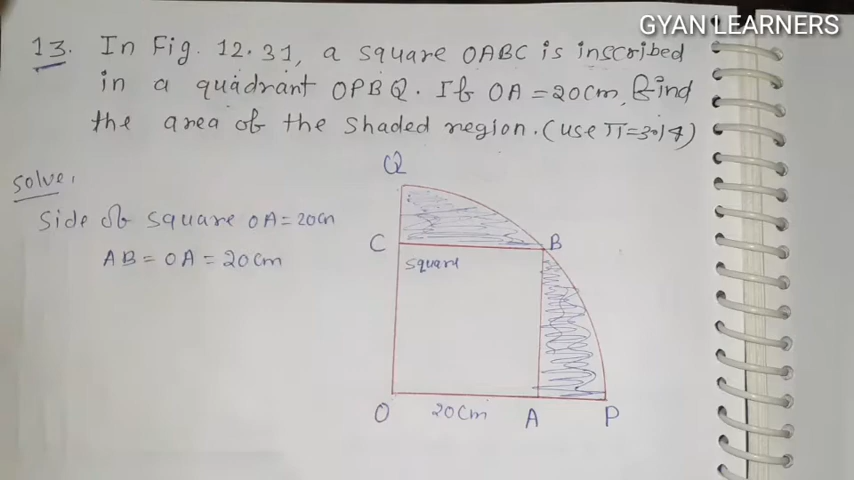 GYAN LEARNERS
13. In Fig. 12.31, a square OABC is inscribed
in a quadrant OPBQ. If OA = 20cm, find
the area of the shaded region. (use π=3.14)
Solve,
Side of square OA = 20cm
AB = OA = 20cm
Q
C
B
square
O
20cm
A
P